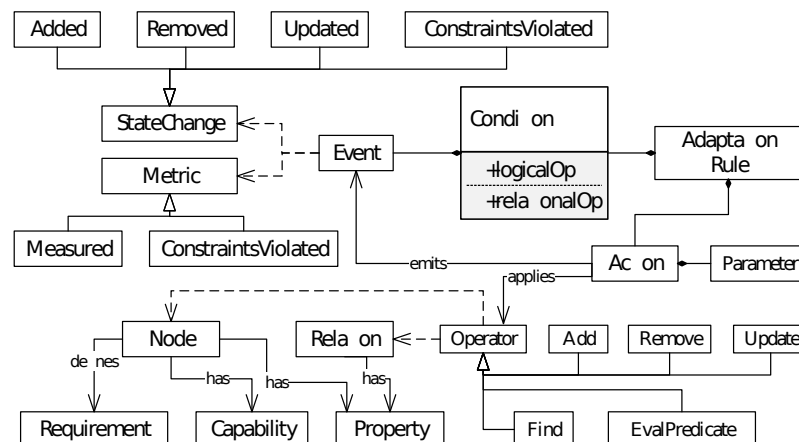 Added
Removed
Updated
ConstraintsViolated
StateChange
Condi on
Event
Adapta on
Rule
Metric
+logicalOp
+rela onalOp
Measured
ConstraintsViolated
emits
Ac on
Parameter
applies
Node
Rela on
Operator
Add
Remove
Update
de nes
has
has
has
Requirement
Capability
Property
Find
EvalPredicate